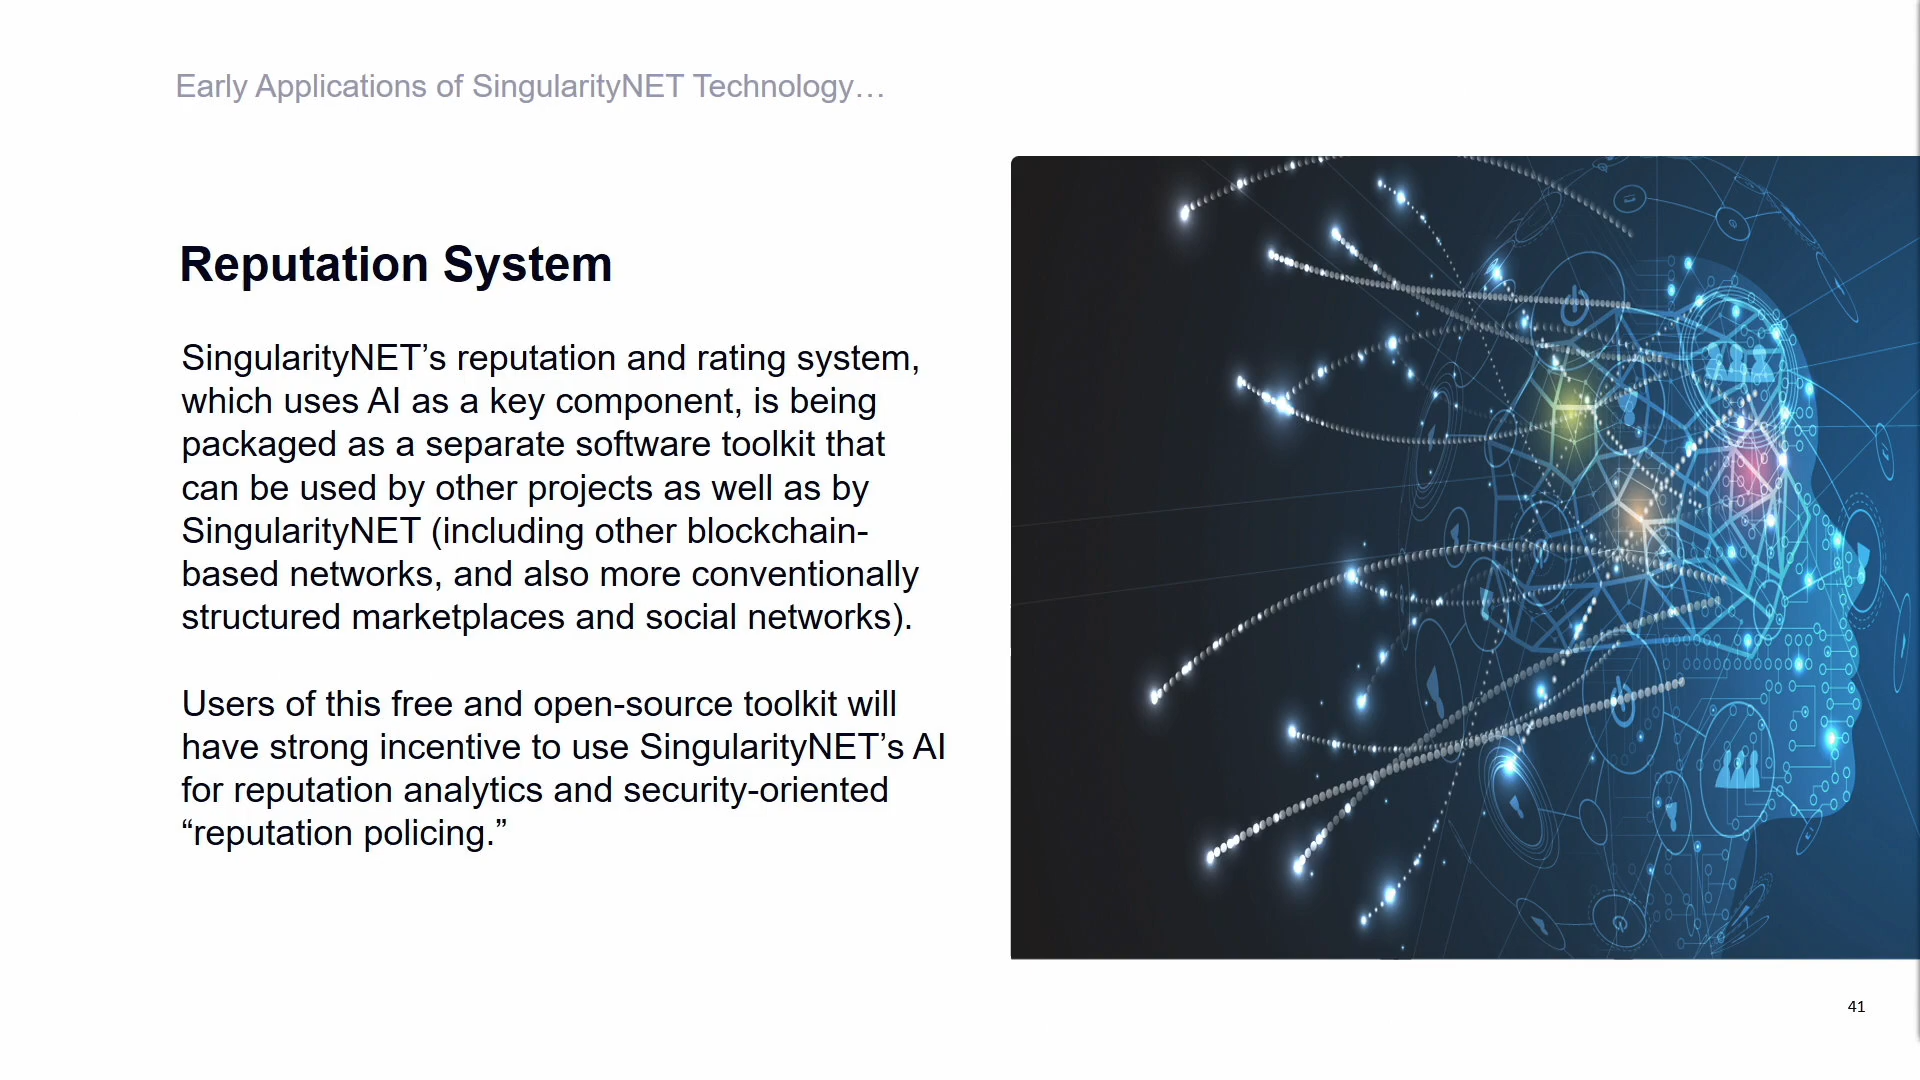 Early Applications of SingularityNET Technology…
Reputation System
SingularityNET’s reputation and rating system,
which uses AI as a key component, is being
packaged as a separate software toolkit that
can be used by other projects as well as by
SingularityNET (including other blockchain-
based networks, and also more conventionally
structured marketplaces and social networks).
Users of this free and open-source toolkit will
have strong incentive to use SingularityNET’s AI
for reputation analytics and security-oriented
“reputation policing.”
41